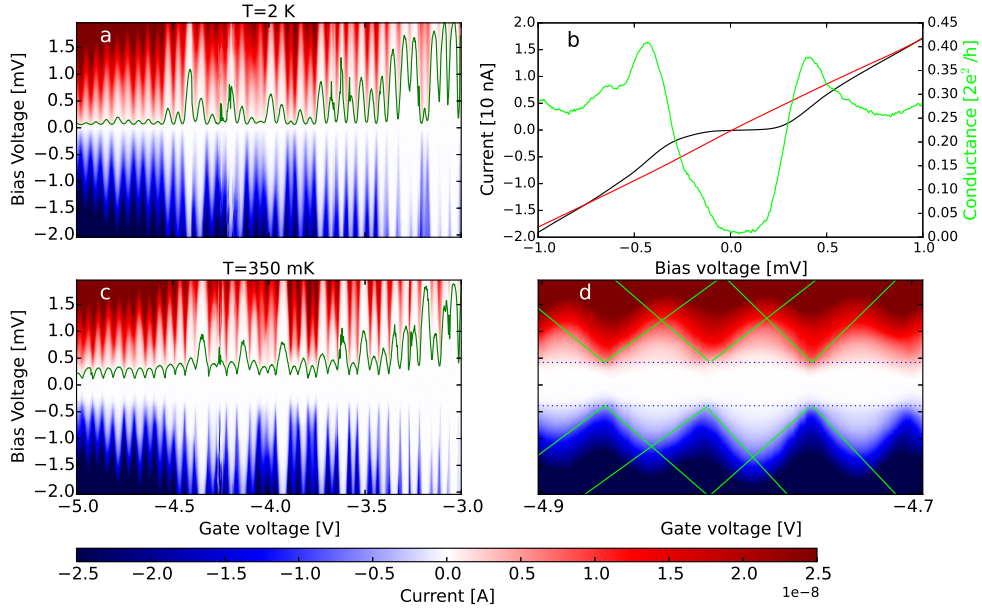 T=2 K
a
Bias Voltage [mV]
1.5
1.0
0.5
0.0
−0.5
−1.0
−1.5
−2.0
b
Current [10 nA]
2.0
1.5
1.0
0.5
0.0
−0.5
−1.0
−1.5
−2.0
0.45
0.40
0.35
0.30
0.25
0.20
0.15
0.10
0.05
0.00
Conductance [2e²/h]
−1.0 −0.5 0.0 0.5 1.0
Bias voltage [mV]
T=350 mK
c
Bias Voltage [mV]
1.5
1.0
0.5
0.0
−0.5
−1.0
−1.5
−2.0
−5.0 −4.5 −4.0 −3.5 −3.0
Gate voltage [V]
d
−4.9 −4.7
Gate voltage [V]
−2.5 −2.0 −1.5 −1.0 −0.5 0.0 0.5 1.0 1.5 2.0 2.5
1e−8
Current [A]